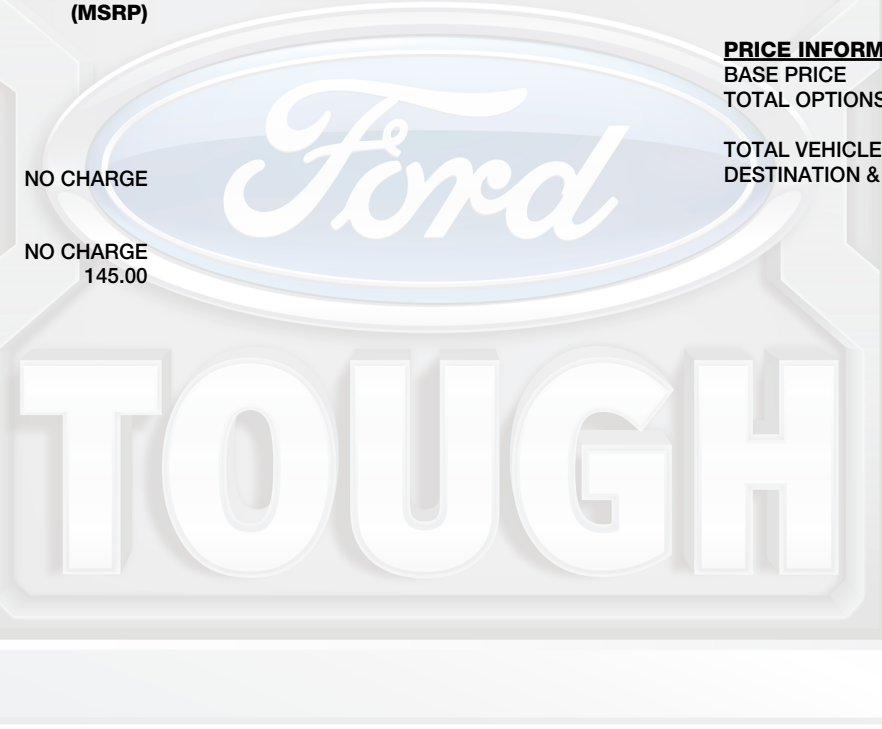 (MSRP)
NO CHARGE
NO CHARGE
145.00
PRICE INFORM
BASE PRICE
TOTAL OPTIONS
TOTAL VEHICLE
DESTINATION &
Ford
TOUGH